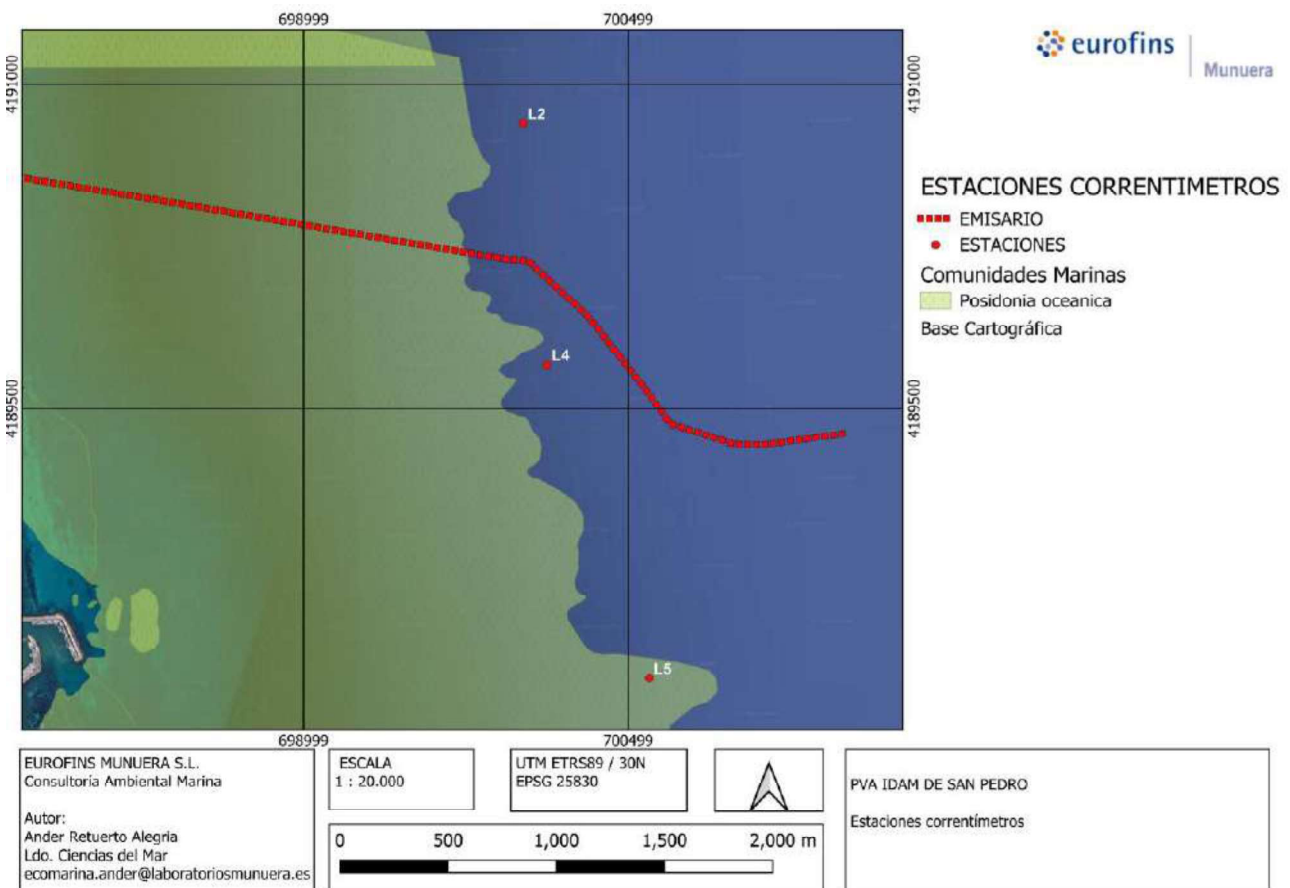 698999 700499
eurofins
Munuera
4191000 4191000
L2
ESTACIONES CORRENTIMETROS
EMISARIO
ESTACIONES
Comunidades Marinas
Posidonia oceanica
Base Cartográfica
L4
4189500 4189500
L5
698999 700499
EUROFINS MUNUERA S.L.
Consultoría Ambiental Marina
Autor:
Ander Retuerto Alegria
Ldo. Ciencias del Mar
ecomarina.ander@laboratoriosmunuera.es
ESCALA
1 : 20.000
UTM ETRS89 / 30N
EPSG 25830
0 500 1,000 1,500 2,000 m
PVA IDAM DE SAN PEDRO
Estaciones correntímetros